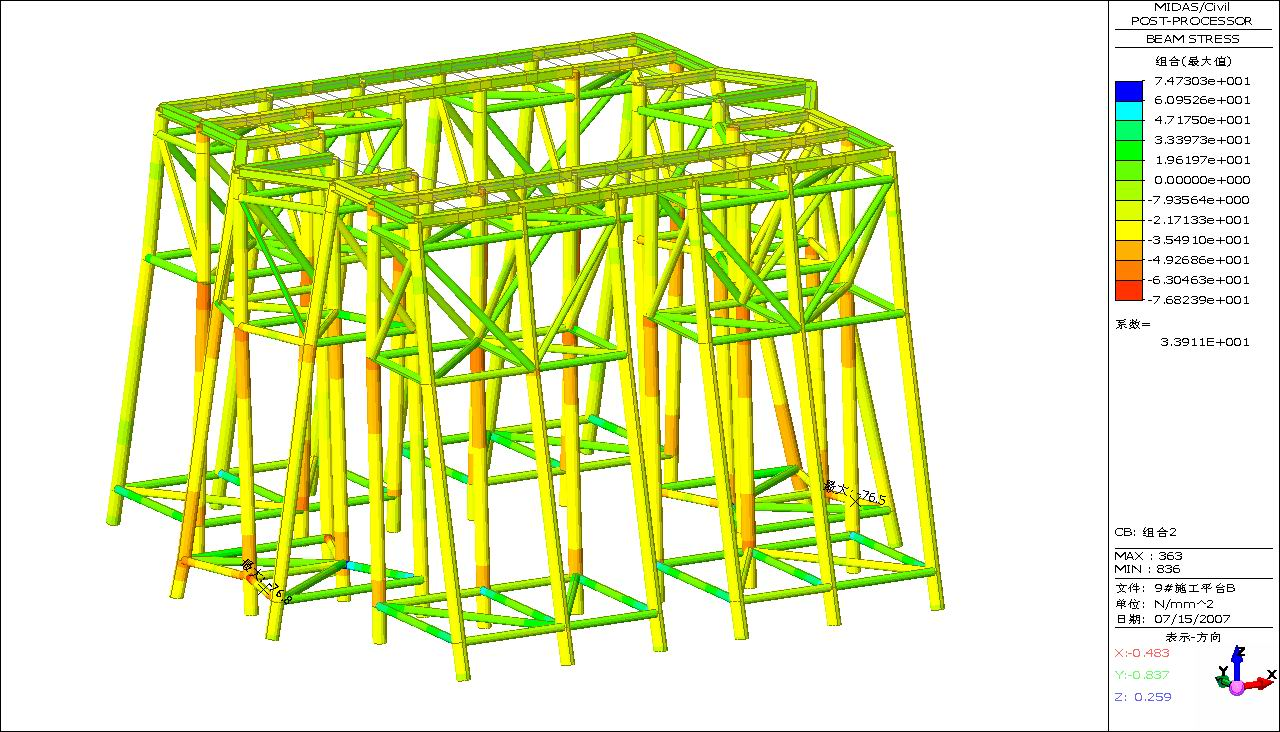 MIDAS/Civil
POST-PROCESSOR
BEAM STRESS
组合(最大值)
7.47303e+001
6.09526e+001
4.71750e+001
3.33973e+001
1.96197e+001
0.00000e+000
-7.93564e+000
-2.17133e+001
-3.54910e+001
-4.92686e+001
-6.30463e+001
-7.68239e+001
系数=
3.3911E+001
最大:-76.5
最大:-76.8
CB: 组合2
MAX : 363
MIN : 836
文件: 9#施工平台B
单位: N/mm^2
日期: 07/15/2007
表示-方向
X:-0.483
Y:-0.837
Z: 0.259
Z
Y
X